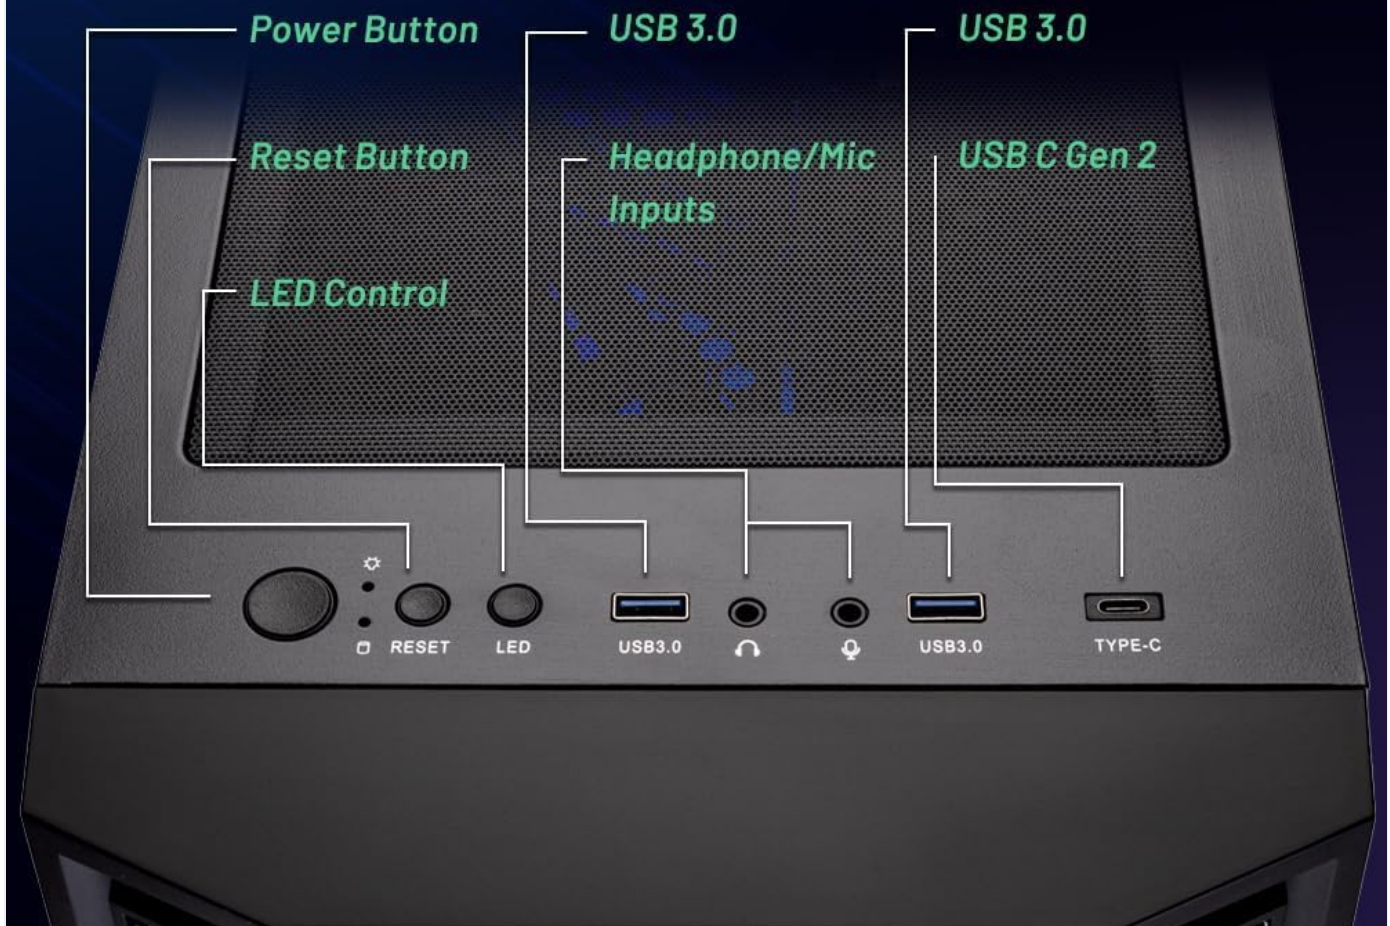 Power Button
USB 3.0
USB 3.0
Reset Button
Headphone/Mic
Inputs
USB C Gen 2
LED Control
RESET
LED
USB3.0
USB3.0
TYPE-C